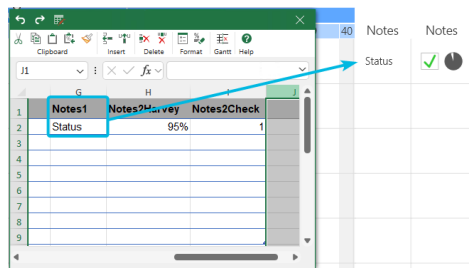 Clipboard Insert Delete Format Gantt Help
J1 fx
G H I J
1 Notes1 Notes2Harvey Notes2Check
2 Status 95% 1
3
4
5
6
7
8
9
40 Notes Notes
Status